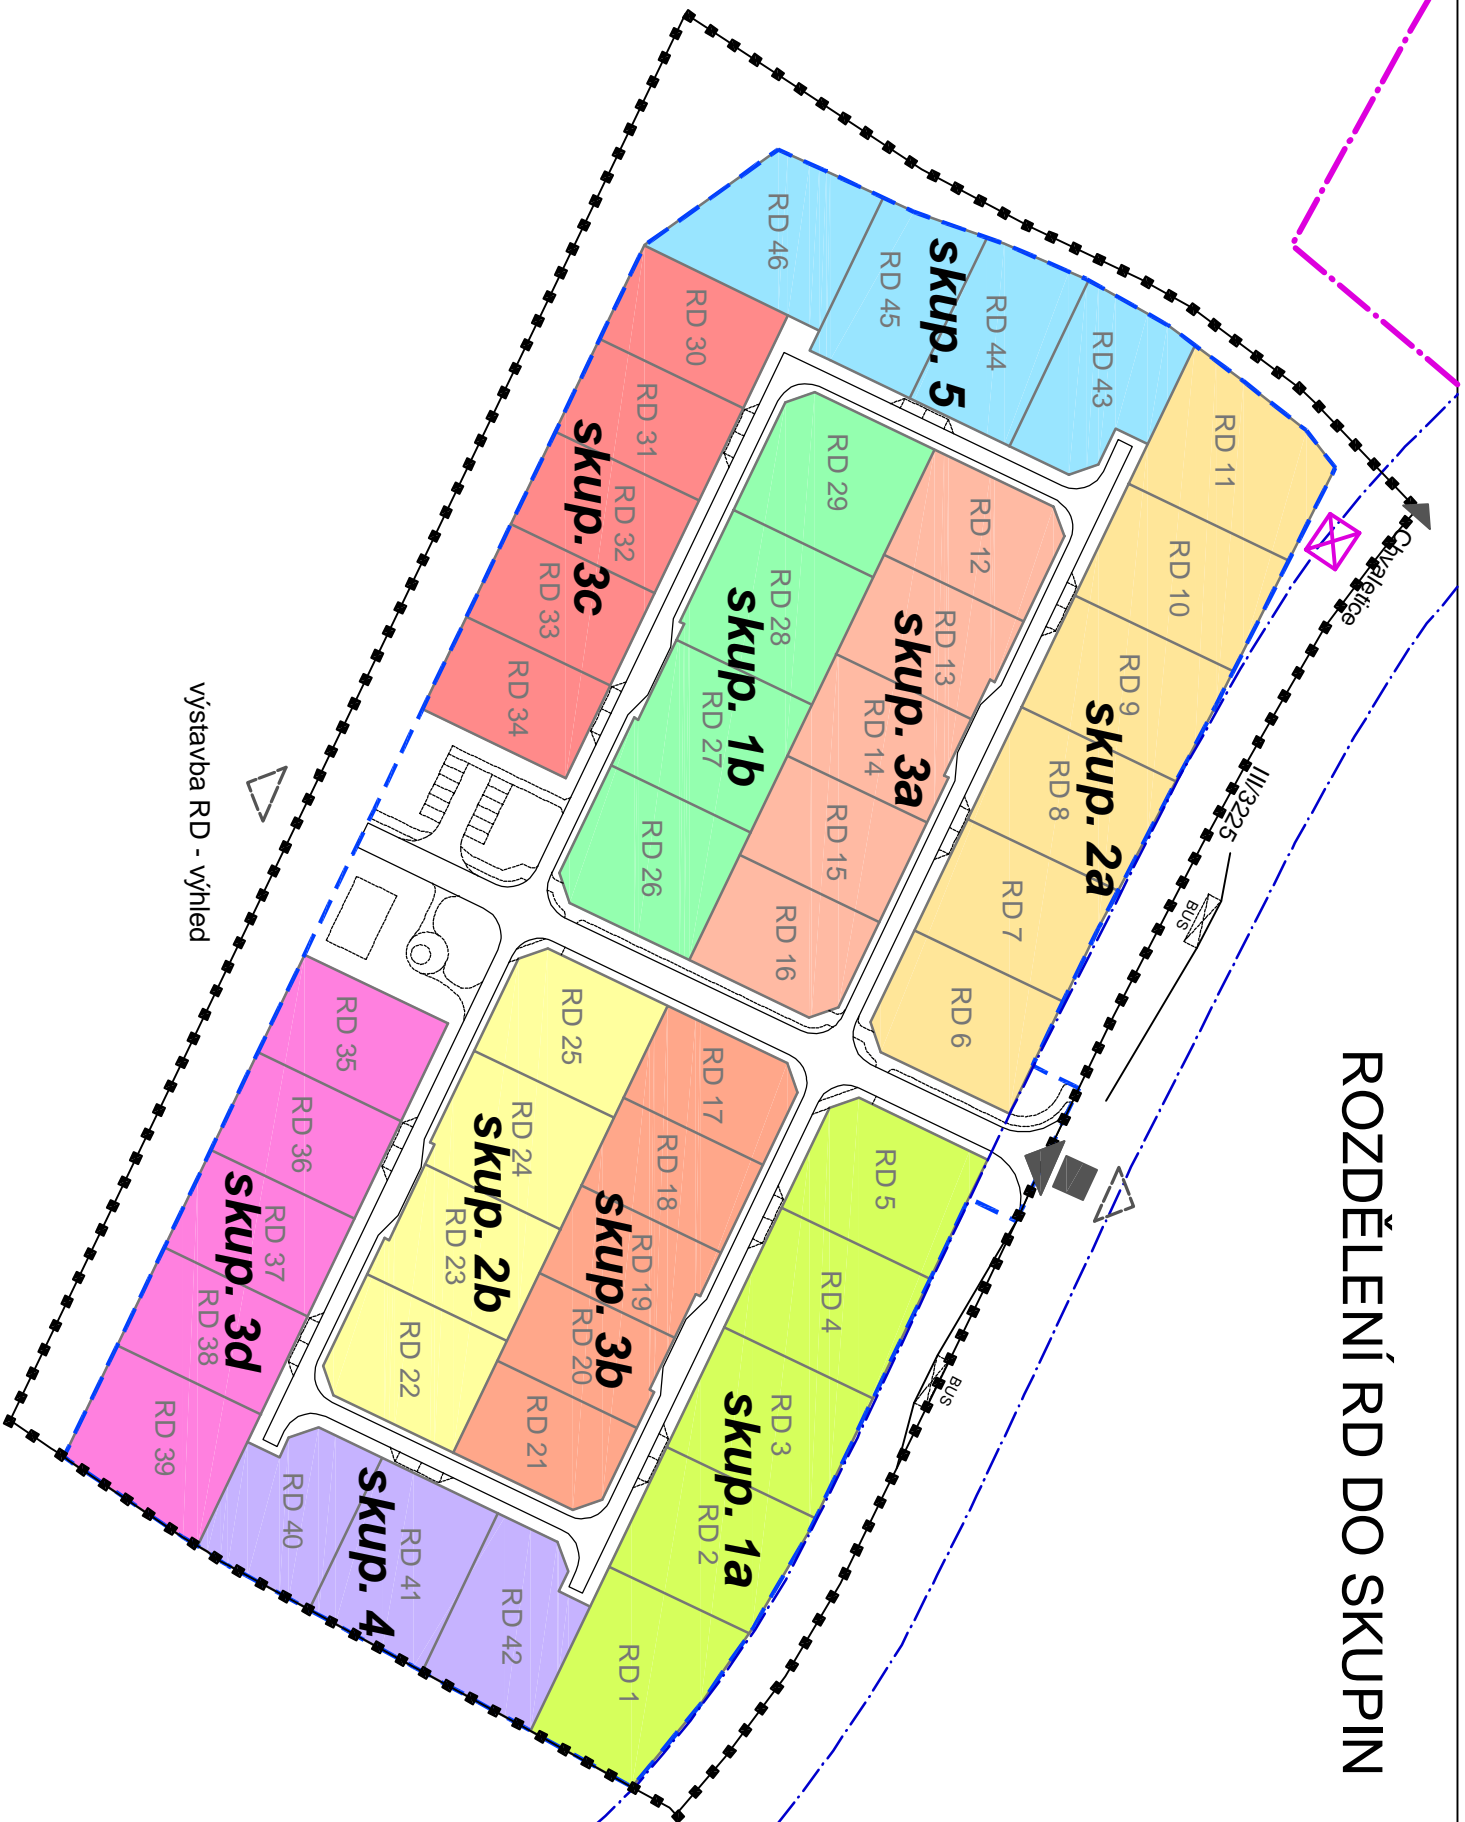 ROZDĚLENÍ RD DO SKUPIN
Chvaletice
III/3225
BUS
BUS
skup. 1a
RD 1
RD 2
RD 3
RD 4
RD 5
skup. 2a
RD 6
RD 7
RD 8
RD 9
RD 10
RD 11
skup. 3a
RD 12
RD 13
RD 14
RD 15
RD 16
skup. 3b
RD 17
RD 18
RD 19
RD 20
RD 21
skup. 2b
RD 22
RD 23
RD 24
RD 25
skup. 1b
RD 26
RD 27
RD 28
RD 29
skup. 3c
RD 30
RD 31
RD 32
RD 33
RD 34
skup. 3d
RD 35
RD 36
RD 37
RD 38
RD 39
skup. 4
RD 40
RD 41
RD 42
skup. 5
RD 43
RD 44
RD 45
RD 46
výstavba RD - výhled